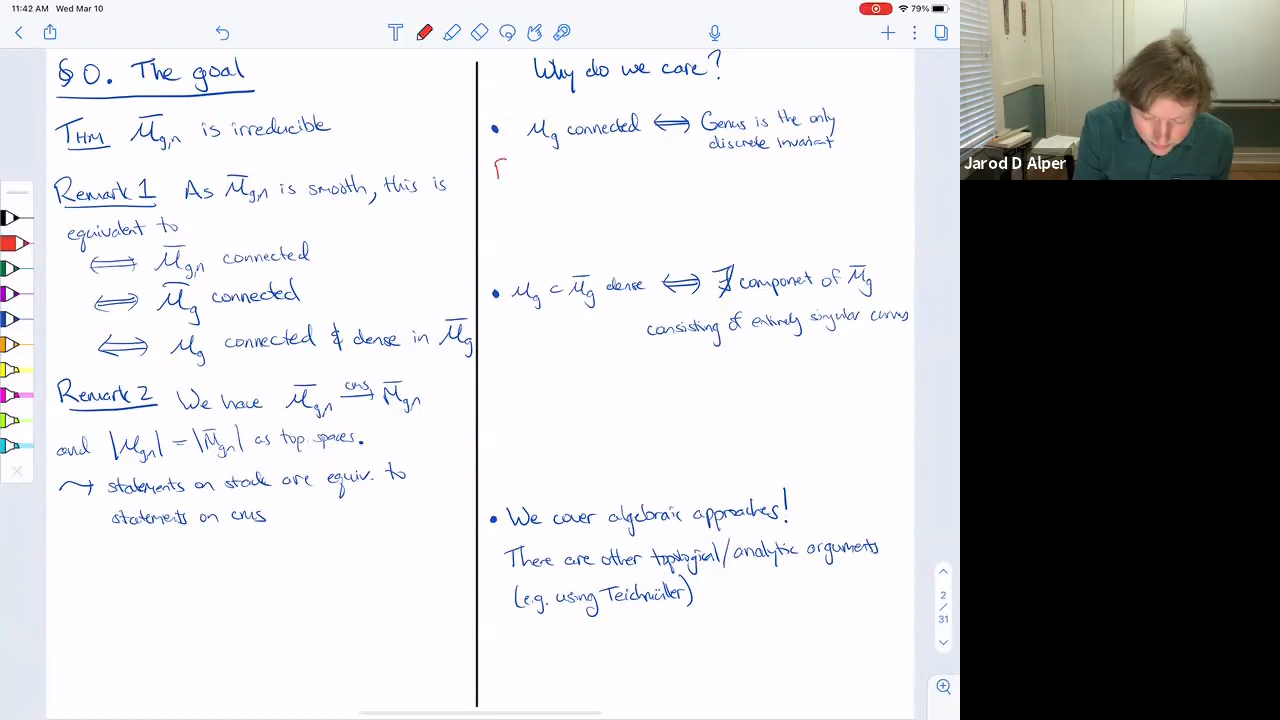 11:42 AM Wed Mar 10
79%
§0. The goal
THM M̄g,n is irreducible
Remark 1 As M̄g,n is smooth, this is
equivalent to
⟺ M̄g,n connected
⟺ M̄g connected
⟺ Mg connected & dense in M̄g
Remark 2 We have M̄g,n →cms M̄g,n
and |Mg,n| = |M̄g,n| as top spaces.
⇝ statements on stack are equiv. to
statements on cms
Why do we care?
• Mg connected ⟺ Genus is the only
discrete invariant
• Mg ⊂ M̄g dense ⟺ ∄ componet of M̄g
consisting of entirely singular curves
• We cover algebraic approaches!
There are other topological/analytic arguments
(e.g. using Teichmüller)
2
/
31
Jarod D Alper